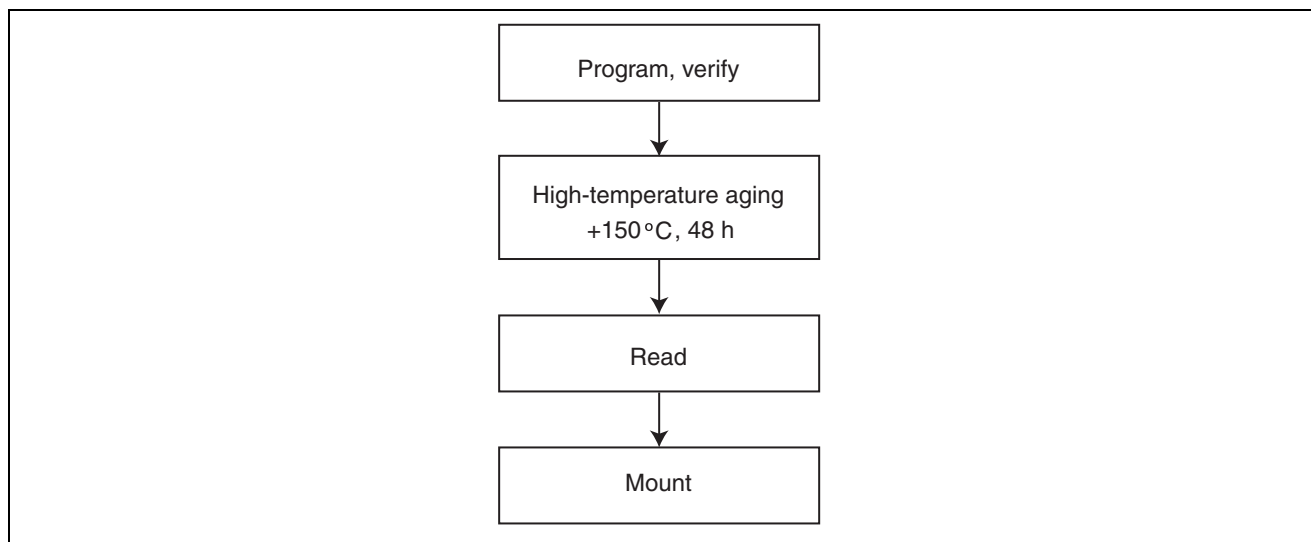 Program, verify
High-temperature aging
+150°C, 48 h
Read
Mount